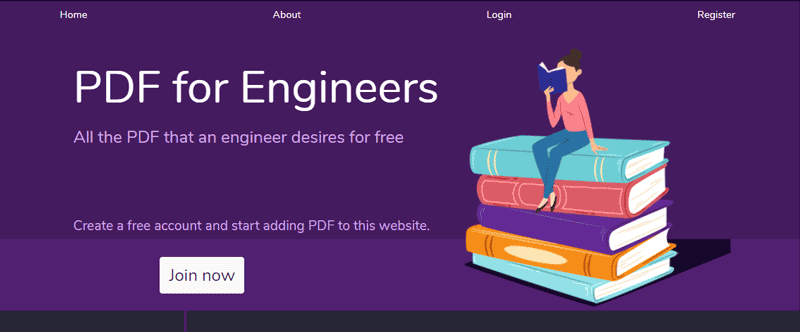 Home About Login Register
PDF for Engineers
All the PDF that an engineer desires for free
Create a free account and start adding PDF to this website.
Join now